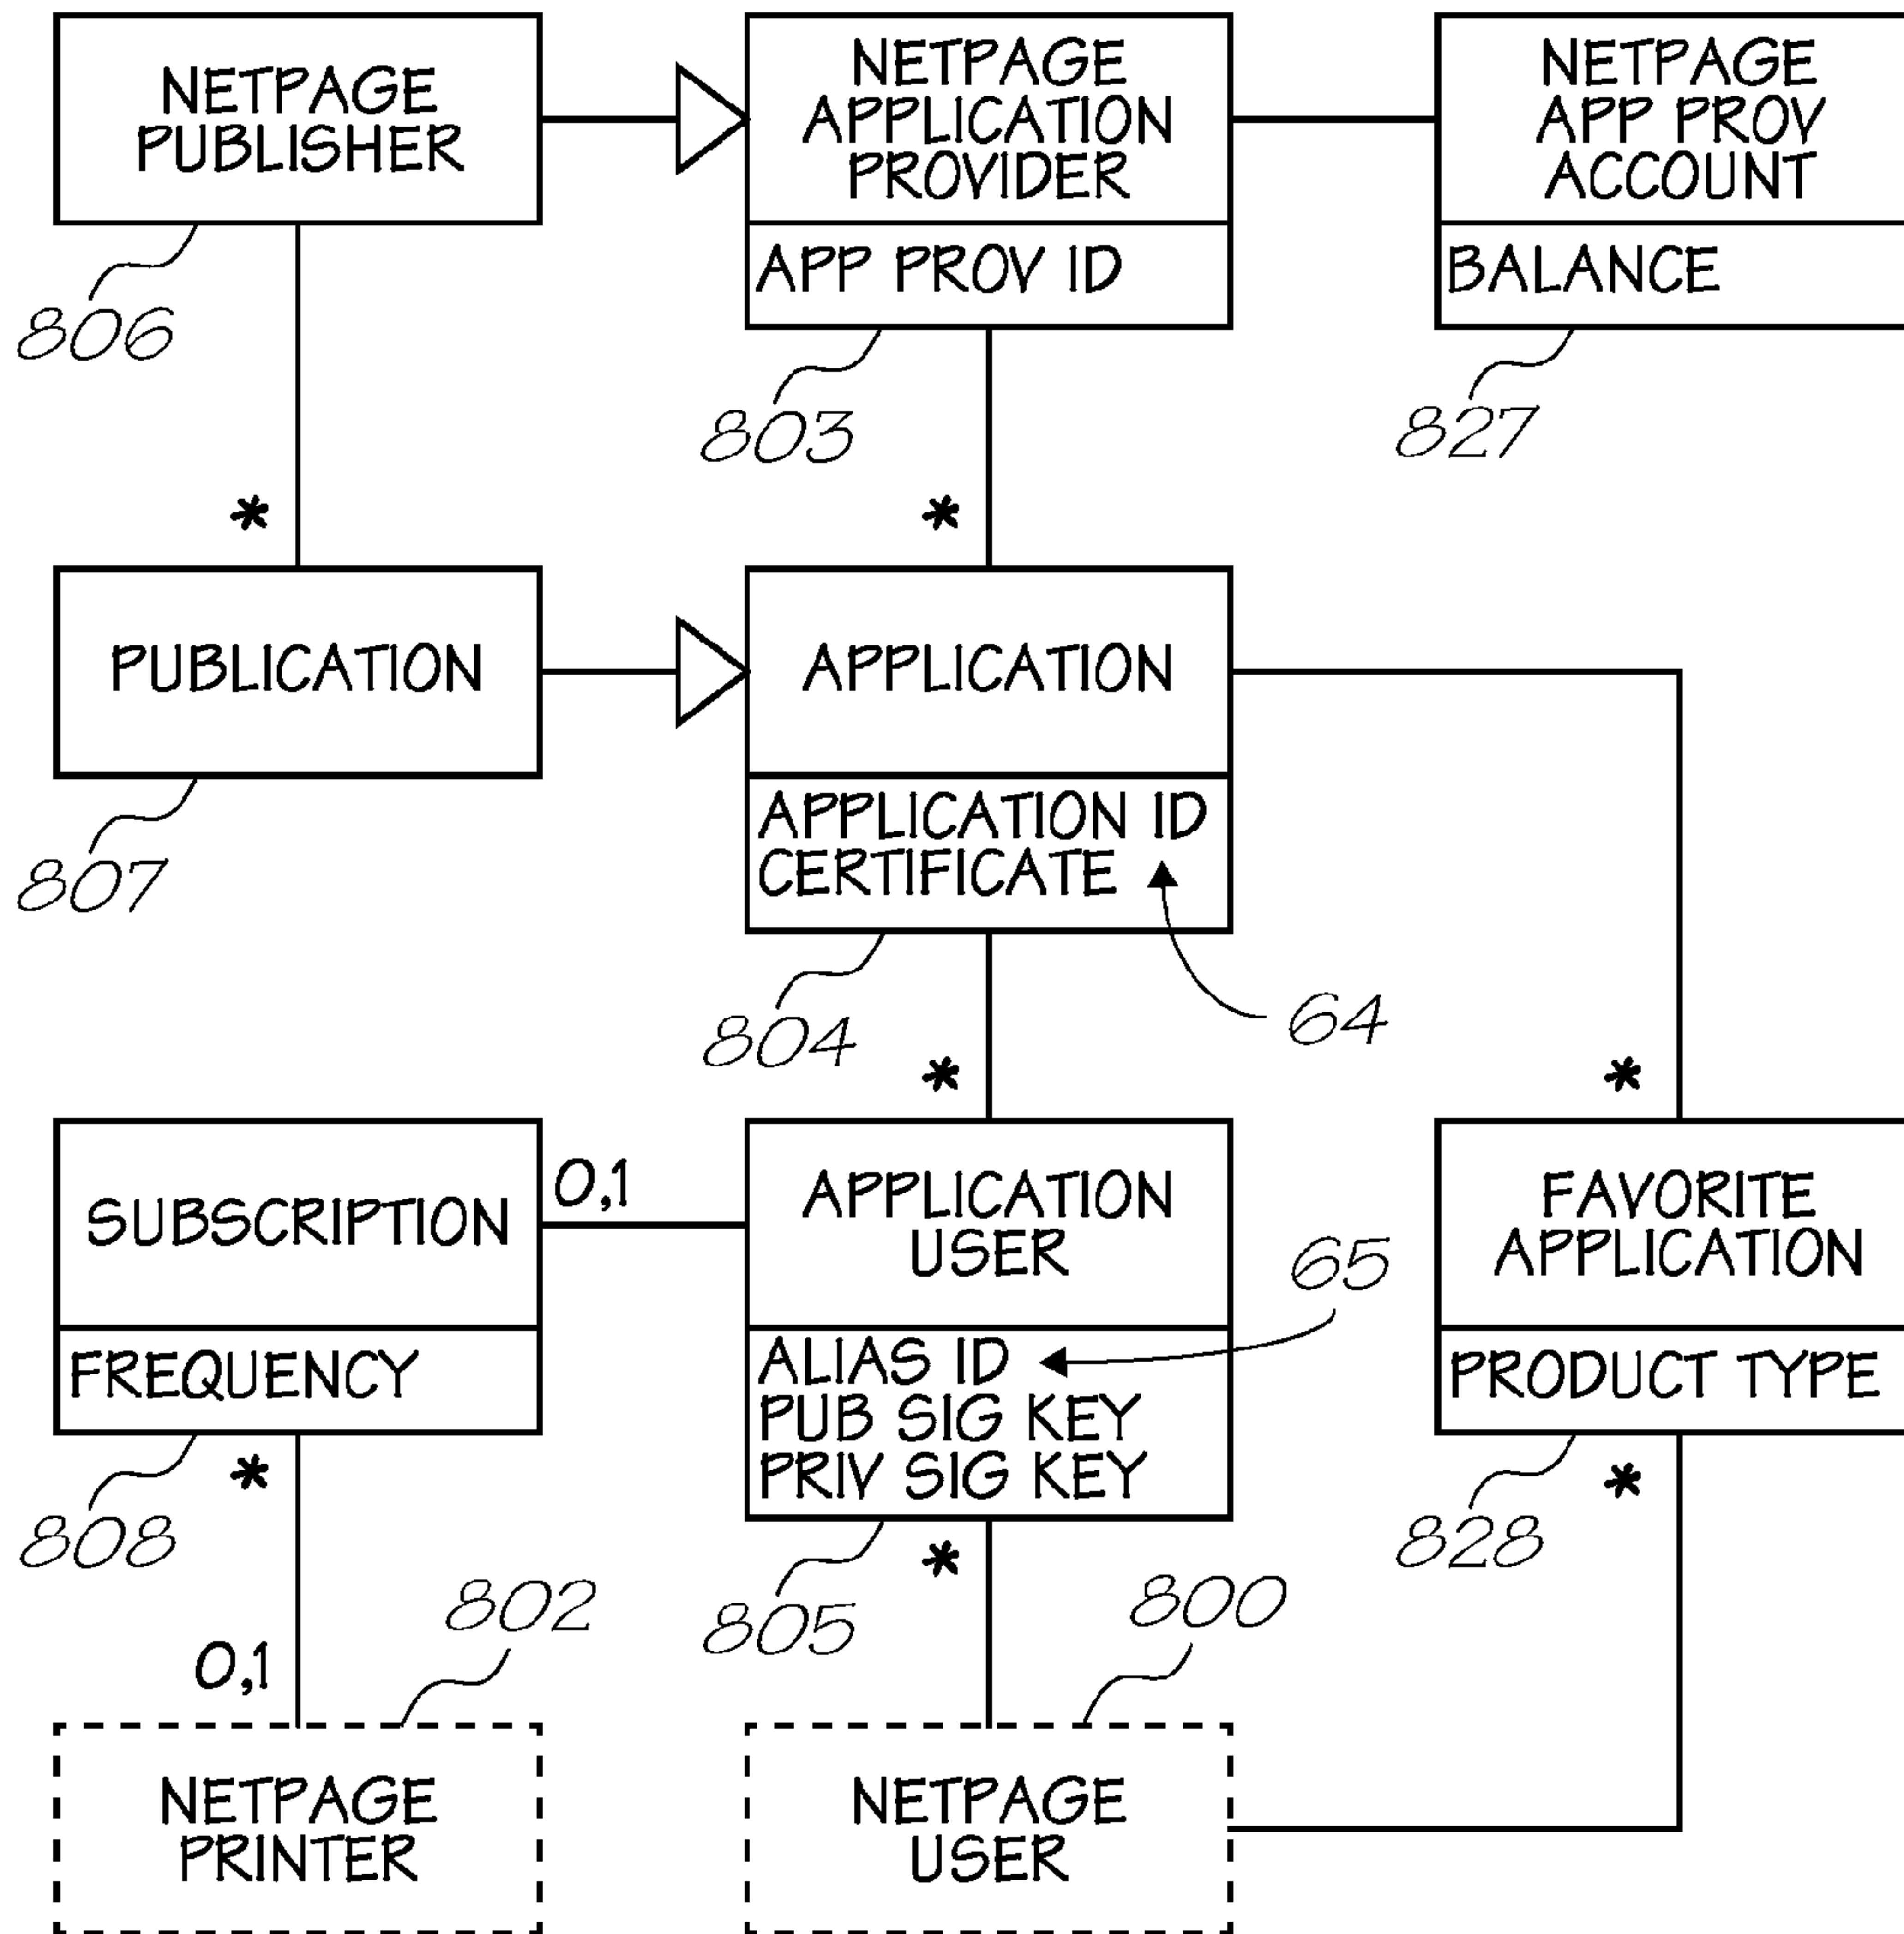 NETPAGE
PUBLISHER
NETPAGE
APPLICATION
PROVIDER
APP PROV ID
NETPAGE
APP PROV
ACCOUNT
BALANCE
806
803
827
*
*
PUBLICATION
APPLICATION
APPLICATION ID
CERTIFICATE
807
804
64
*
*
SUBSCRIPTION
FREQUENCY
0,1
APPLICATION
USER
ALIAS ID
PUB SIG KEY
PRIV SIG KEY
65
FAVORITE
APPLICATION
PRODUCT TYPE
808
*
805
*
828
*
802
800
0,1
NETPAGE
PRINTER
NETPAGE
USER